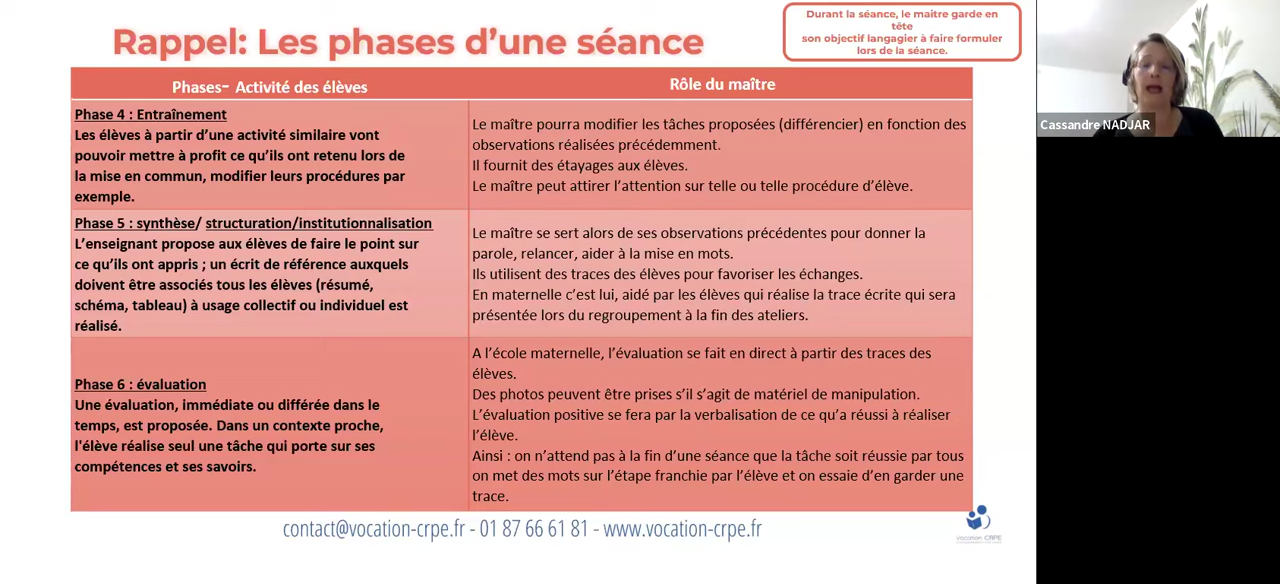 Rappel: Les phases d'une séance
Durant la séance, le maitre garde en
tête
son objectif langagier à faire formuler
lors de la séance.
Cassandre NADJAR
Phases- Activité des élèves
Rôle du maître
Phase 4 : Entraînement
Les élèves à partir d'une activité similaire vont
pouvoir mettre à profit ce qu'ils ont retenu lors de
la mise en commun, modifier leurs procédures par
exemple.
Le maître pourra modifier les tâches proposées (différencier) en fonction des
observations réalisées précédemment.
Il fournit des étayages aux élèves.
Le maître peut attirer l'attention sur telle ou telle procédure d'élève.
Phase 5 : synthèse/ structuration/institutionnalisation
L'enseignant propose aux élèves de faire le point sur
ce qu'ils ont appris ; un écrit de référence auxquels
doivent être associés tous les élèves (résumé,
schéma, tableau) à usage collectif ou individuel est
réalisé.
Le maître se sert alors de ses observations précédentes pour donner la
parole, relancer, aider à la mise en mots.
Ils utilisent des traces des élèves pour favoriser les échanges.
En maternelle c'est lui, aidé par les élèves qui réalise la trace écrite qui sera
présentée lors du regroupement à la fin des ateliers.
Phase 6 : évaluation
Une évaluation, immédiate ou différée dans le
temps, est proposée. Dans un contexte proche,
l'élève réalise seul une tâche qui porte sur ses
compétences et ses savoirs.
A l'école maternelle, l'évaluation se fait en direct à partir des traces des
élèves.
Des photos peuvent être prises s'il s'agit de matériel de manipulation.
L'évaluation positive se fera par la verbalisation de ce qu'a réussi à réaliser
l'élève.
Ainsi : on n'attend pas à la fin d'une séance que la tâche soit réussie par tous
on met des mots sur l'étape franchie par l'élève et on essaie d'en garder une
trace.
contact@vocation-crpe.fr - 01 87 66 61 81 - www.vocation-crpe.fr
vocation CRPE